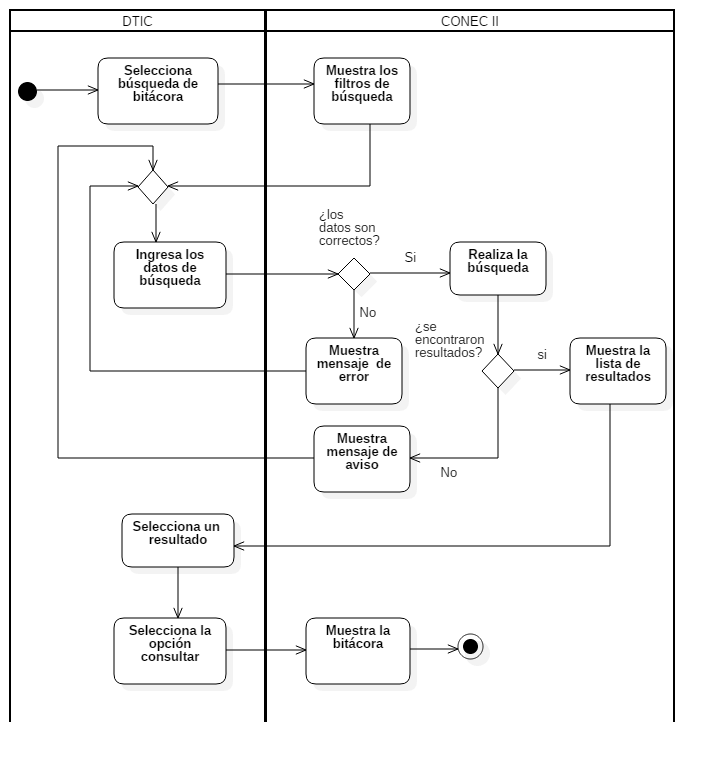 DTIC
CONEC II
Selecciona
búsqueda de
bitácora
Muestra los
filtros de
búsqueda
¿los
datos son
correctos?
Ingresa los
datos de
búsqueda
Si
Realiza la
búsqueda
No
¿se
encontraron
resultados?
si
Muestra
mensaje  de
error
Muestra la
lista de
resultados
Muestra
mensaje de
aviso
No
Selecciona un
resultado
Selecciona la
opción
consultar
Muestra la
bitácora